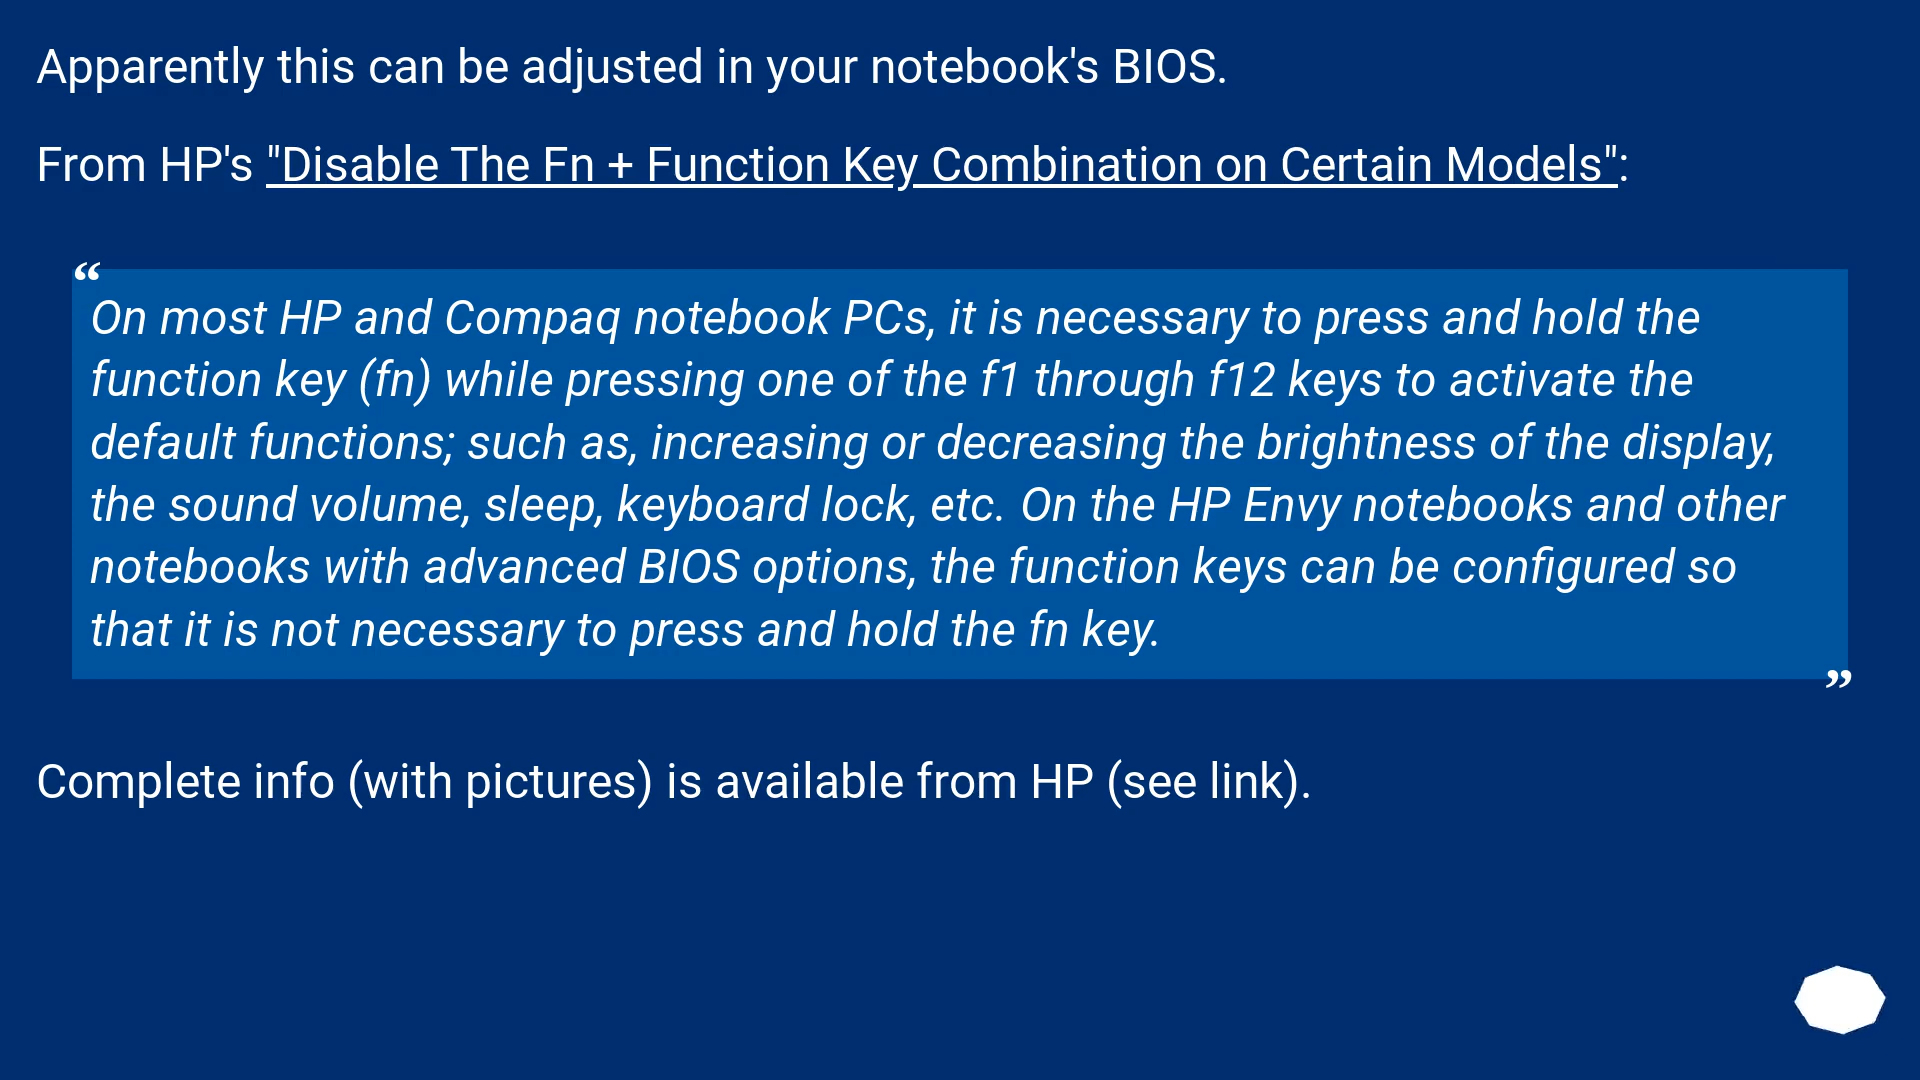 Apparently this can be adjusted in your notebook's BIOS.
From HP's "Disable The Fn + Function Key Combination on Certain Models":
“
On most HP and Compaq notebook PCs, it is necessary to press and hold the
function key (fn) while pressing one of the f1 through f12 keys to activate the
default functions; such as, increasing or decreasing the brightness of the display,
the sound volume, sleep, keyboard lock, etc. On the HP Envy notebooks and other
notebooks with advanced BIOS options, the function keys can be configured so
that it is not necessary to press and hold the fn key.
”
Complete info (with pictures) is available from HP (see link).